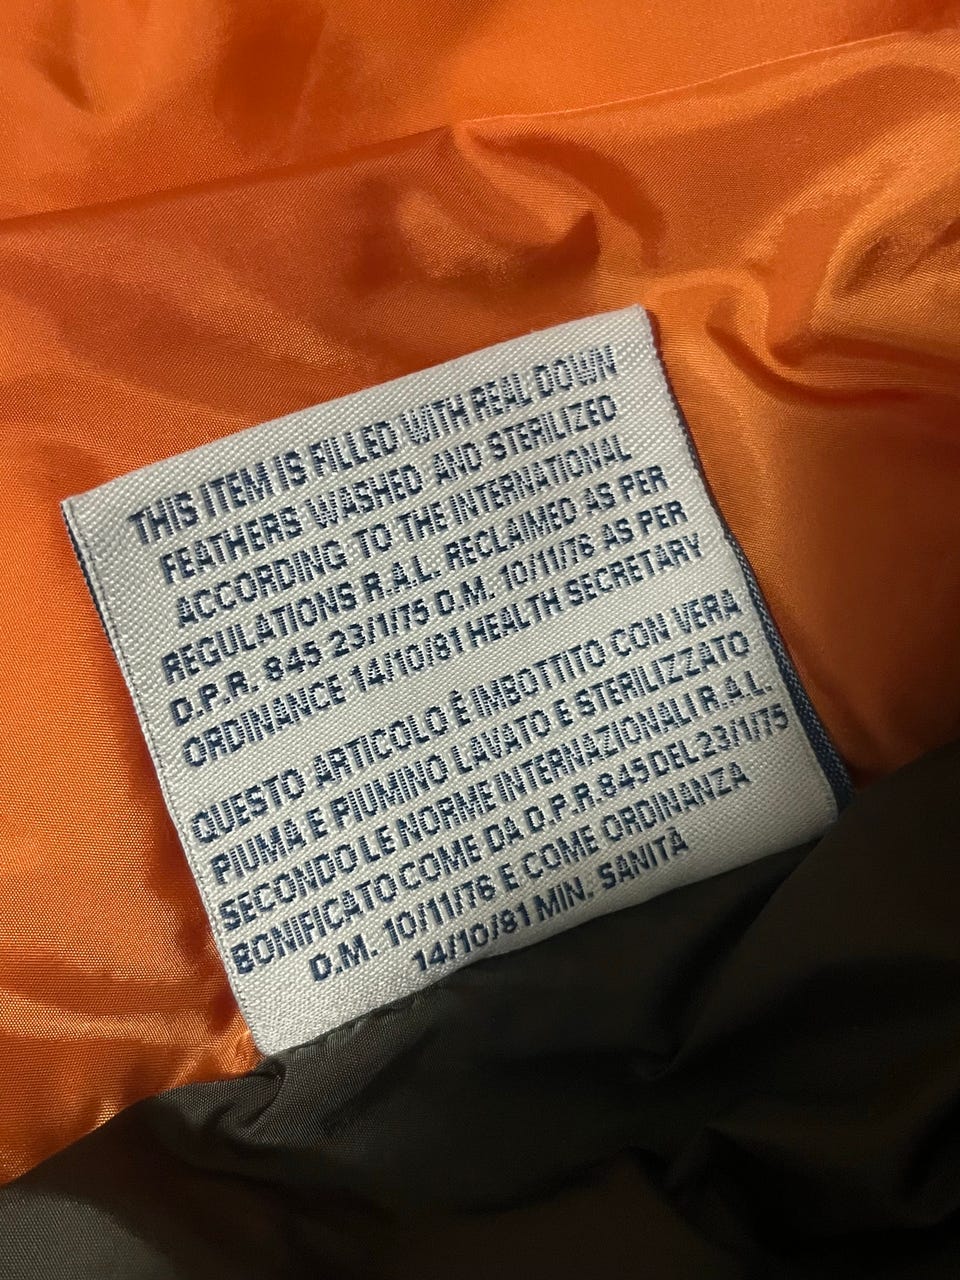 THIS ITEM IS FILLED WITH REAL DOWN
FEATHERS WASHED AND STERILIZED
ACCORDING TO THE INTERNATIONAL
REGULATIONS R.A.L. RECLAIMED AS PER
D.P.R. 845 23/1/75 D.M. 10/11/76 AS PER
ORDINANCE 14/10/81 HEALTH SECRETARY
QUESTO ARTICOLO È IMBOTTITO CON VERA
PIUMA E PIUMINO LAVATO E STERILIZZATO
SECONDO LE NORME INTERNAZIONALI R.A.L.
BONIFICATO COME DA D.P.R. 845 DEL 23/1/75
D.M. 10/11/76 E COME ORDINANZA
14/10/81 MIN. SANITÀ